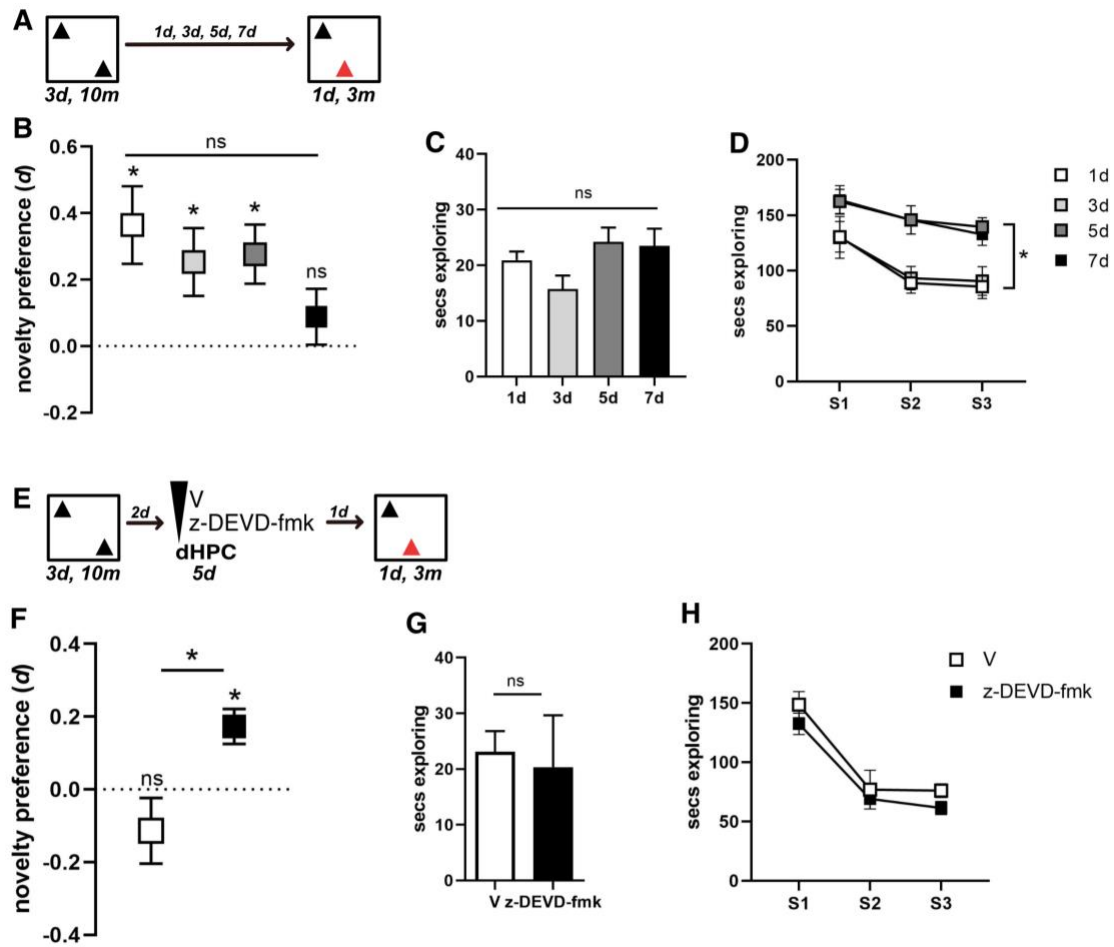 A
1d, 3d, 5d, 7d
3d, 10m
1d, 3m
B
novelty preference (d)
0.6
0.4
0.2
0.0
-0.2
ns
*
*
*
ns
C
secs exploring
40
30
20
10
0
ns
1d
3d
5d
7d
D
secs exploring
200
150
100
50
0
S1
S2
S3
*
1d
3d
5d
7d
E
3d, 10m
2d
V
z-DEVD-fmk
dHPC
5d
1d
1d, 3m
F
novelty preference (d)
0.4
0.2
0.0
-0.2
-0.4
*
*
ns
G
secs exploring
40
30
20
10
0
ns
V z-DEVD-fmk
H
secs exploring
200
150
100
50
0
S1
S2
S3
V
z-DEVD-fmk